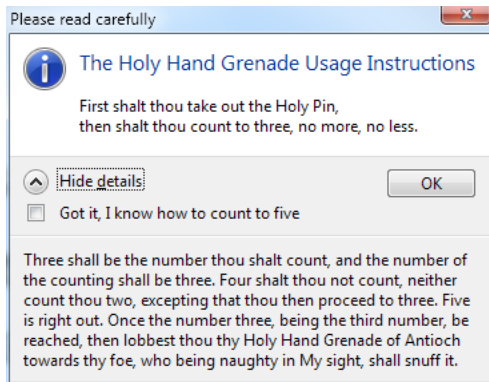 Please read carefully
The Holy Hand Grenade Usage Instructions
First shalt thou take out the Holy Pin,
then shalt thou count to three, no more, no less.
Hide details
OK
Got it, I know how to count to five
Three shall be the number thou shalt count, and the number of
the counting shall be three. Four shalt thou not count, neither
count thou two, excepting that thou then proceed to three. Five
is right out. Once the number three, being the third number, be
reached, then lobbest thou thy Holy Hand Grenade of Antioch
towards thy foe, who being naughty in My sight, shall snuff it.